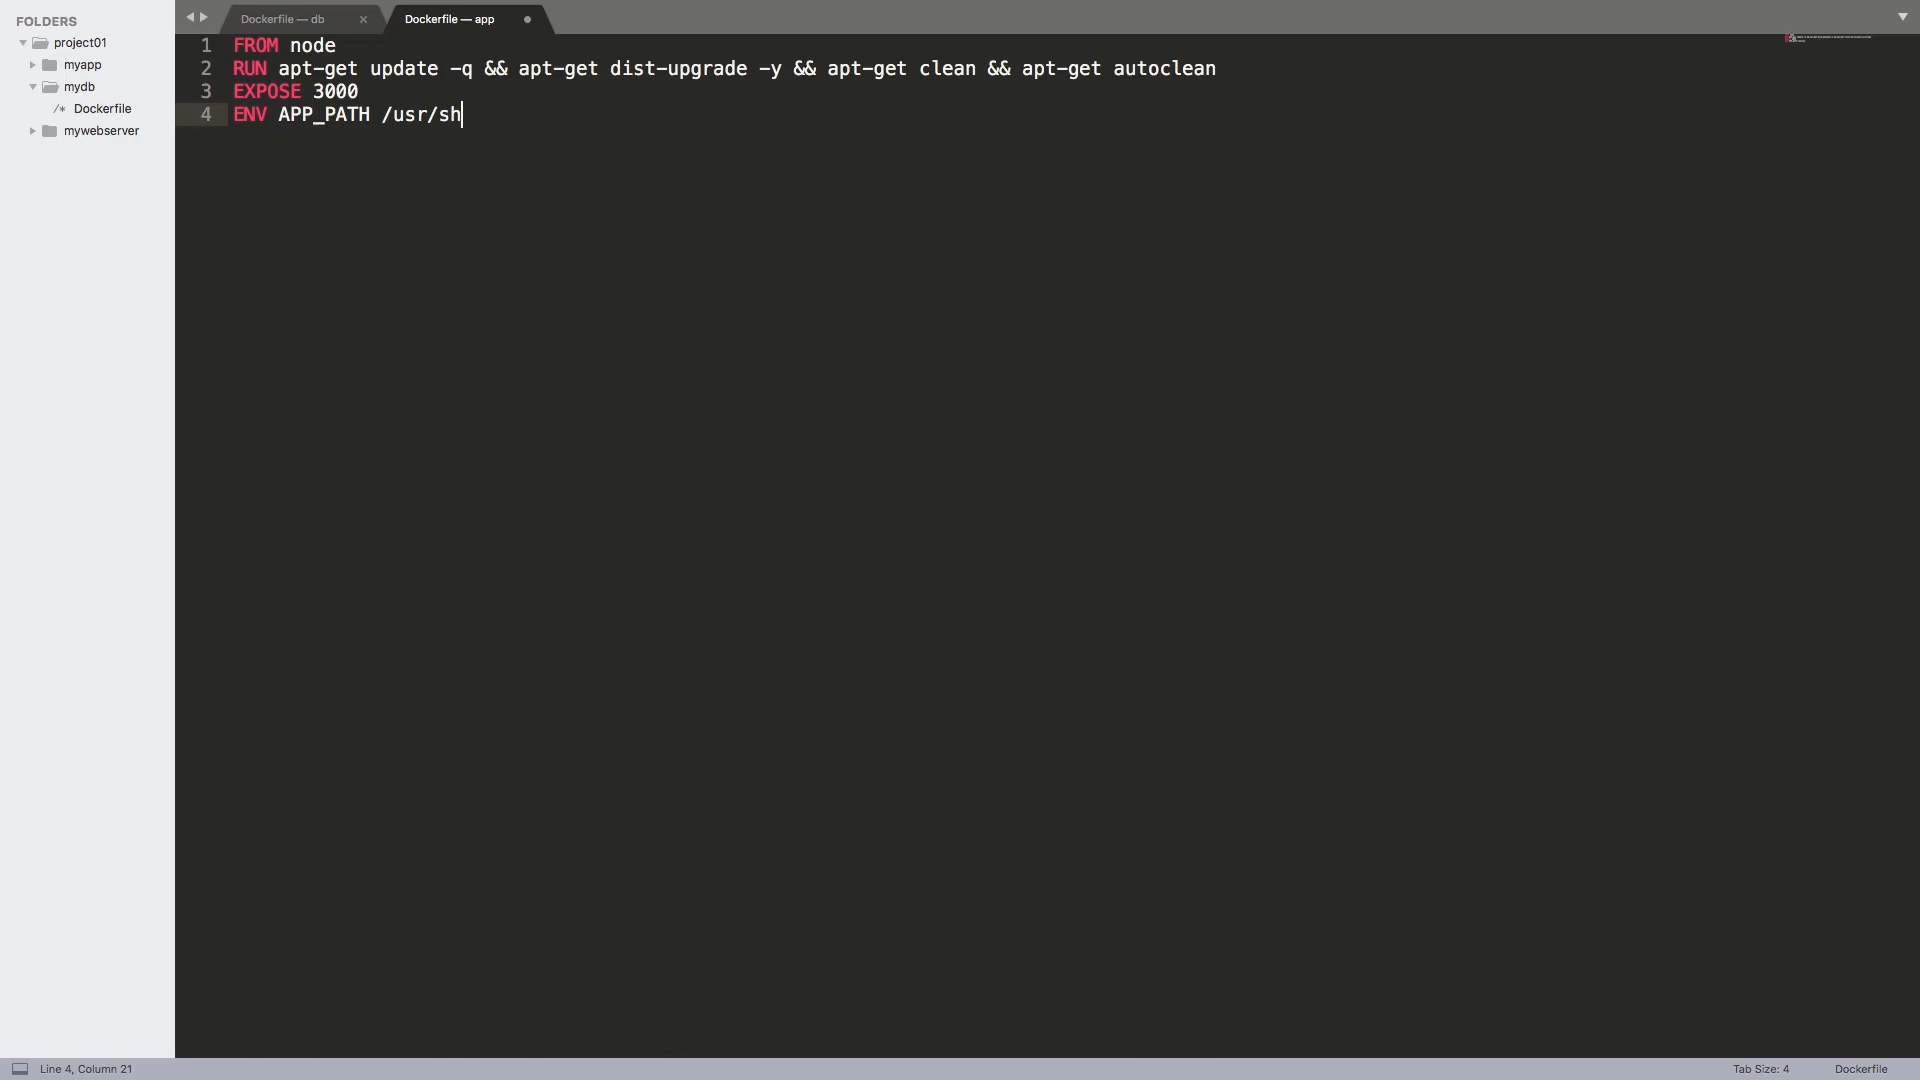 FOLDERS
project01
myapp
mydb
/* Dockerfile
mywebserver
Dockerfile — db ×
Dockerfile — app
1 FROM node
2 RUN apt-get update -q && apt-get dist-upgrade -y && apt-get clean && apt-get autoclean
3 EXPOSE 3000
4 ENV APP_PATH /usr/sh
Line 4, Column 21
Tab Size: 4
Dockerfile